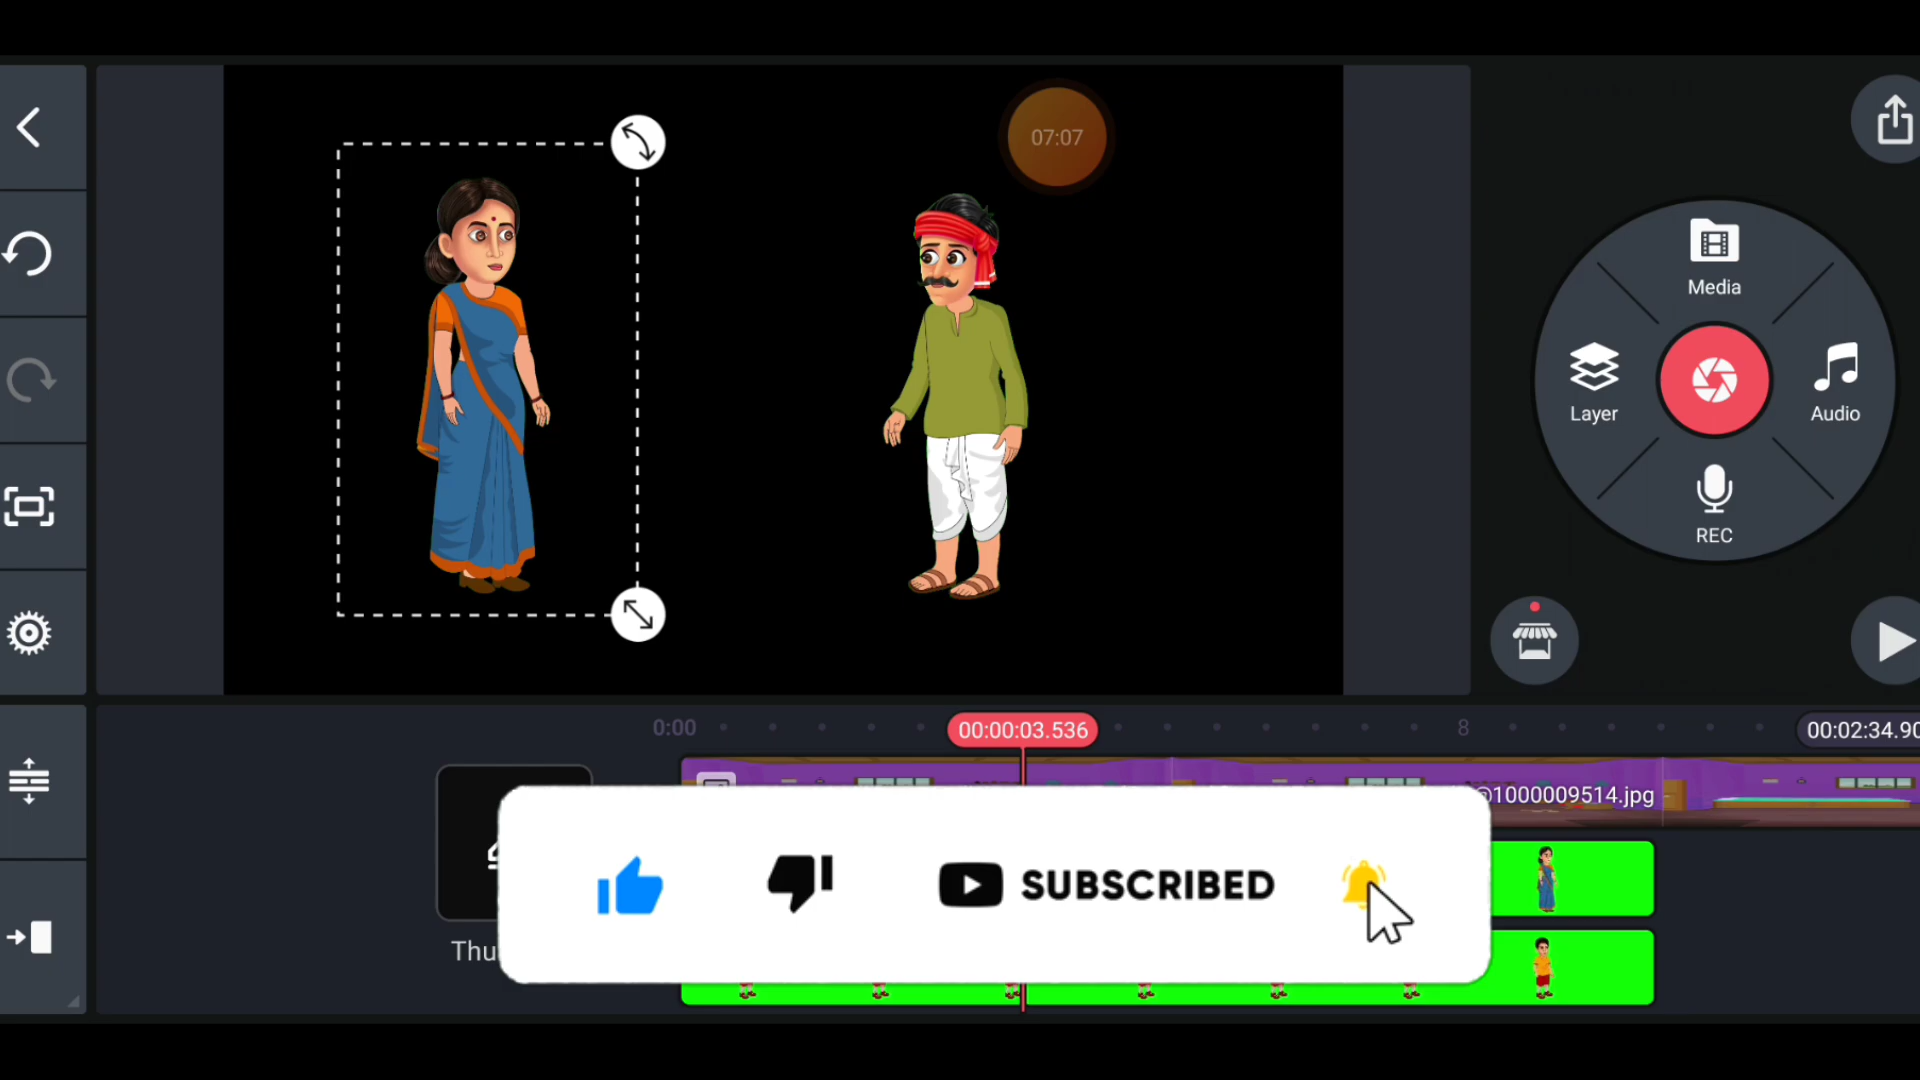 07:07
Media
Layer
Audio
REC
0:00
00:00:03.536
8
00:02:34.90
@1000009514.jpg
SUBSCRIBED
Thu